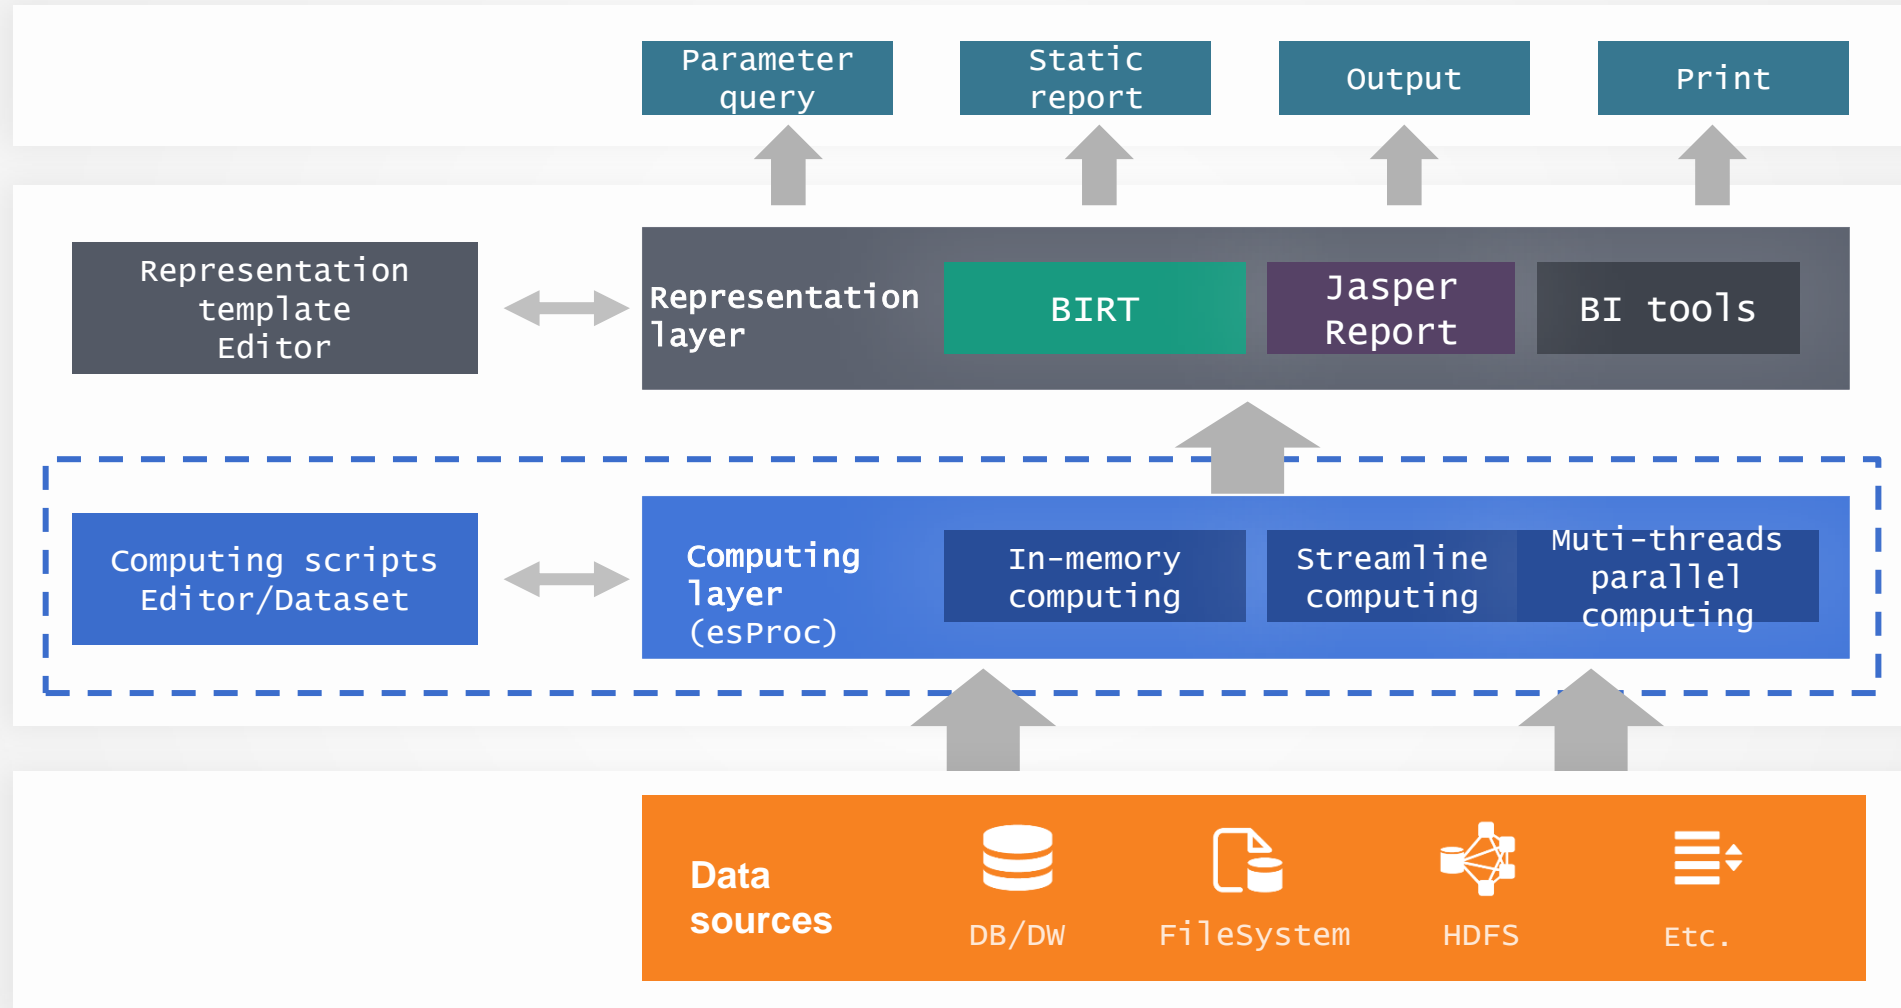 Parameter
query
Static
report
Output
Print
Representation
template
Editor
Representation
layer
BIRT
Jasper
Report
BI tools
Computing scripts
Editor/Dataset
Computing
layer
(esProc)
In-memory
computing
Streamline
computing
Muti-threads
parallel
computing
Data
sources
DB/DW
FileSystem
HDFS
Etc.